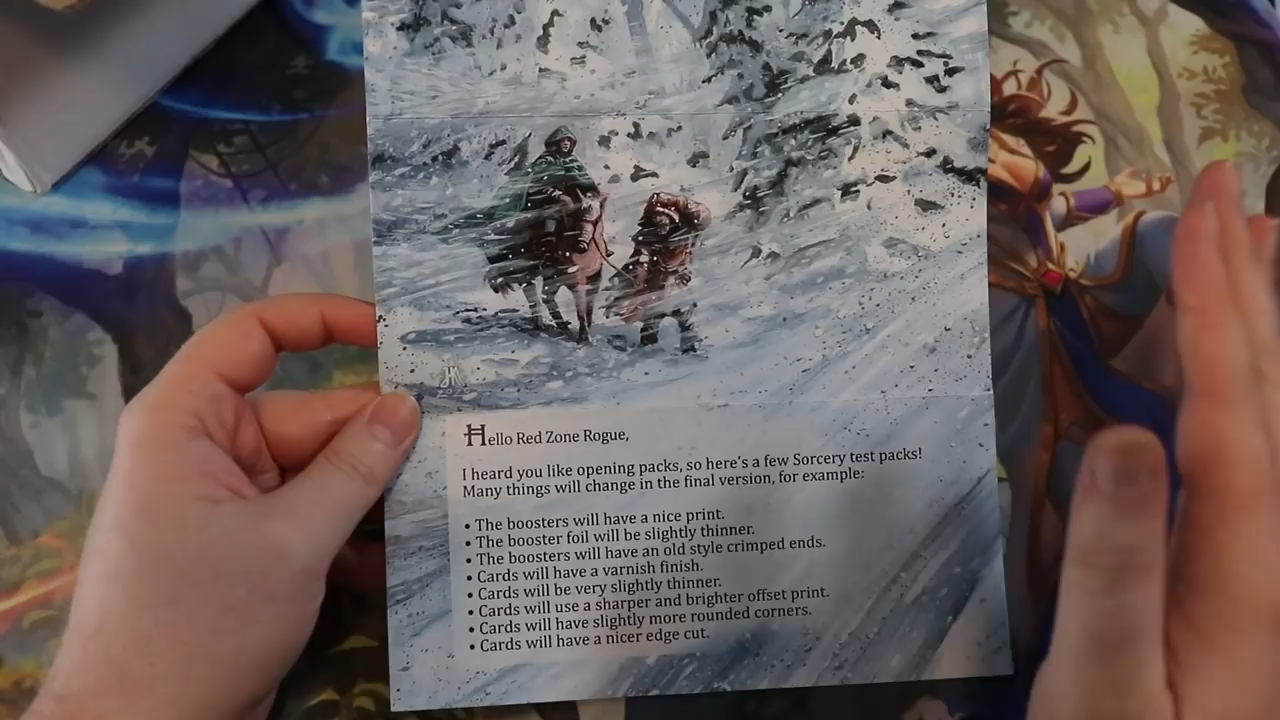 Hello Red Zone Rogue,
I heard you like opening packs, so here's a few Sorcery test packs!
Many things will change in the final version, for example:
• The boosters will have a nice print.
• The booster foil will be slightly thinner.
• The boosters will have an old style crimped ends.
• Cards will have a varnish finish.
• Cards will be very slightly thinner.
• Cards will use a sharper and brighter offset print.
• Cards will have slightly more rounded corners.
• Cards will have a nicer edge cut.